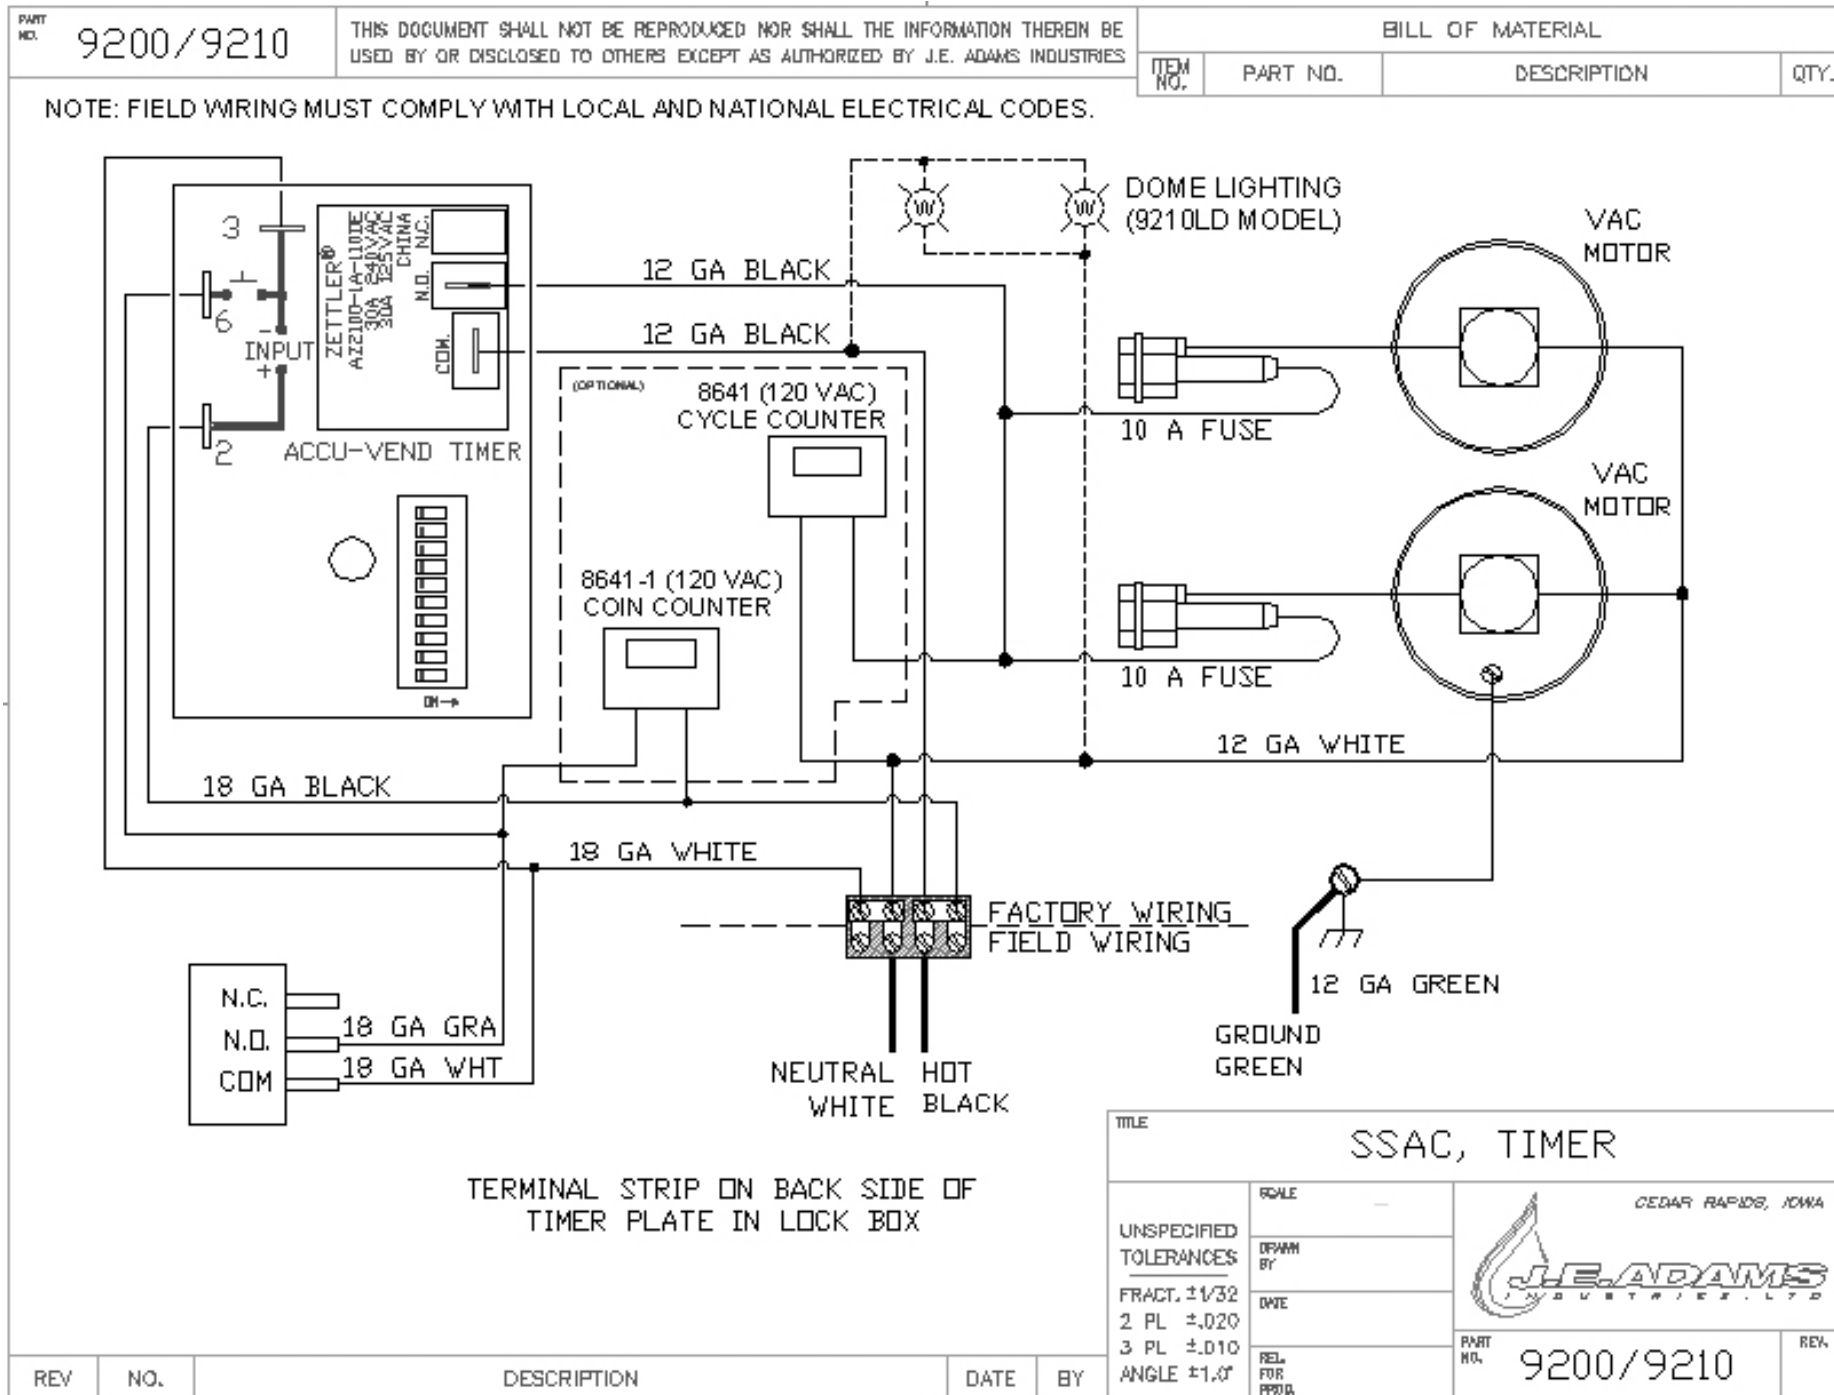 PART
NO.
9200/9210
THIS DOCUMENT SHALL NOT BE REPRODUCED NOR SHALL THE INFORMATION THEREIN BE
USED BY OR DISCLOSED TO OTHERS EXCEPT AS AUTHORIZED BY J.E. ADAMS INDUSTRIES
BILL OF MATERIAL
ITEM
NO.
PART NO.
DESCRIPTION
QTY.
NOTE: FIELD WIRING MUST COMPLY WITH LOCAL AND NATIONAL ELECTRICAL CODES.
3
6
INPUT
-
+
2
ZETTLER®
30A 240VAC
30A 125VAC
CHINA
N.C.
N.O.
COM.
ACCU-VEND TIMER
ON→
12 GA BLACK
12 GA BLACK
W
W
DOME LIGHTING
(9210LD MODEL)
VAC
MOTOR
10 A FUSE
VAC
MOTOR
10 A FUSE
(OPTIONAL)
8641 (120 VAC)
CYCLE COUNTER
8641-1 (120 VAC)
COIN COUNTER
12 GA WHITE
18 GA BLACK
18 GA WHITE
FACTORY WIRING
FIELD WIRING
N.C.
N.O.
COM
18 GA GRA
18 GA WHT
NEUTRAL
WHITE
HOT
BLACK
12 GA GREEN
GROUND
GREEN
TERMINAL STRIP ON BACK SIDE OF
TIMER PLATE IN LOCK BOX
TITLE
SSAC, TIMER
UNSPECIFIED
TOLERANCES
FRACT. ±1/32
2 PL ±.020
3 PL ±.010
ANGLE ±1.0°
SCALE
DRAWN
BY
DATE
REL.
FOR
PROD.
CEDAR RAPIDS, IOWA
J.E.ADAMS
INDUSTRIES, LTD
PART
NO.
9200/9210
REV.
REV
NO.
DESCRIPTION
DATE
BY